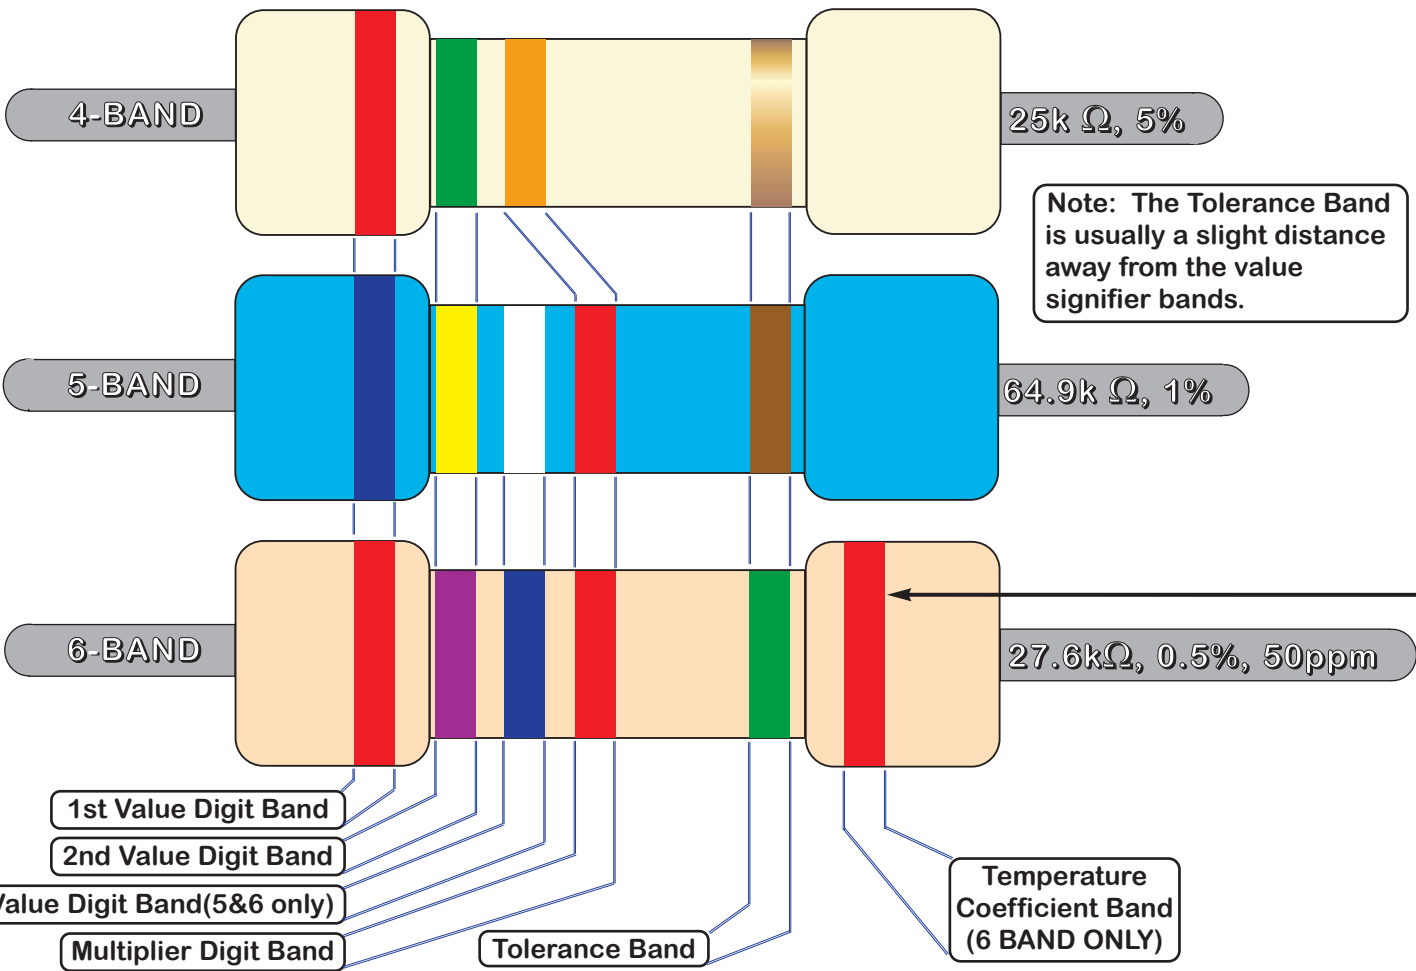 4-BAND
25k Ω, 5%
Note: The Tolerance Band
is usually a slight distance
away from the value
signifier bands.
5-BAND
64.9k Ω, 1%
6-BAND
27.6kΩ, 0.5%, 50ppm
1st Value Digit Band
2nd Value Digit Band
Value Digit Band(5&6 only)
Multiplier Digit Band
Tolerance Band
Temperature
Coefficient Band
(6 BAND ONLY)